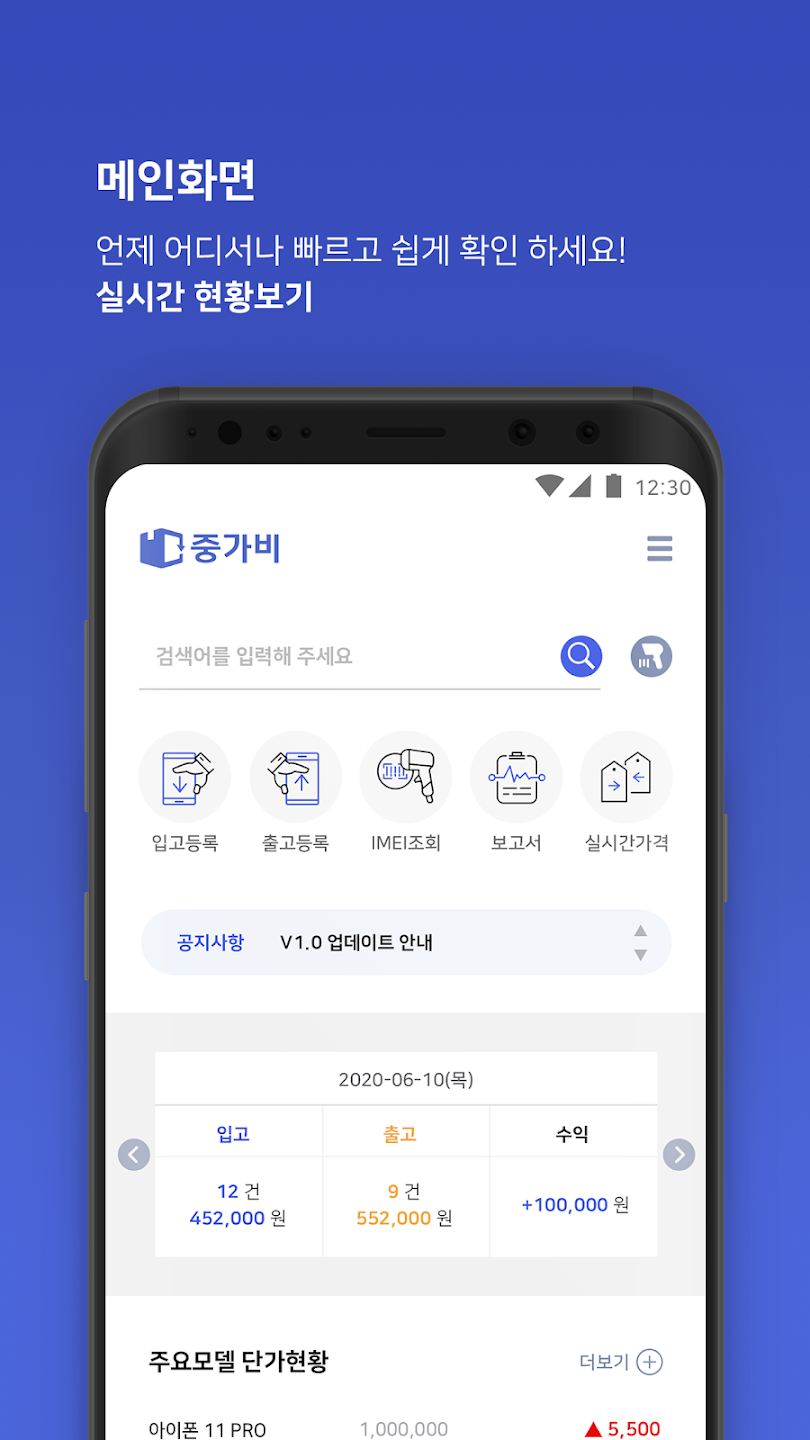 메인화면
언제 어디서나 빠르고 쉽게 확인 하세요!
실시간 현황보기
12:30
중가비
검색어를 입력해 주세요
입고등록 출고등록 IMEI조회 보고서 실시간가격
공지사항 V1.0 업데이트 안내
2020-06-10(목)
입고 출고 수익
12 건 9 건
+100,000 원
452,000 원 552,000 원
주요모델 단가현황 더보기
아이폰 11 PRO 1,000,000 ▲ 5,500